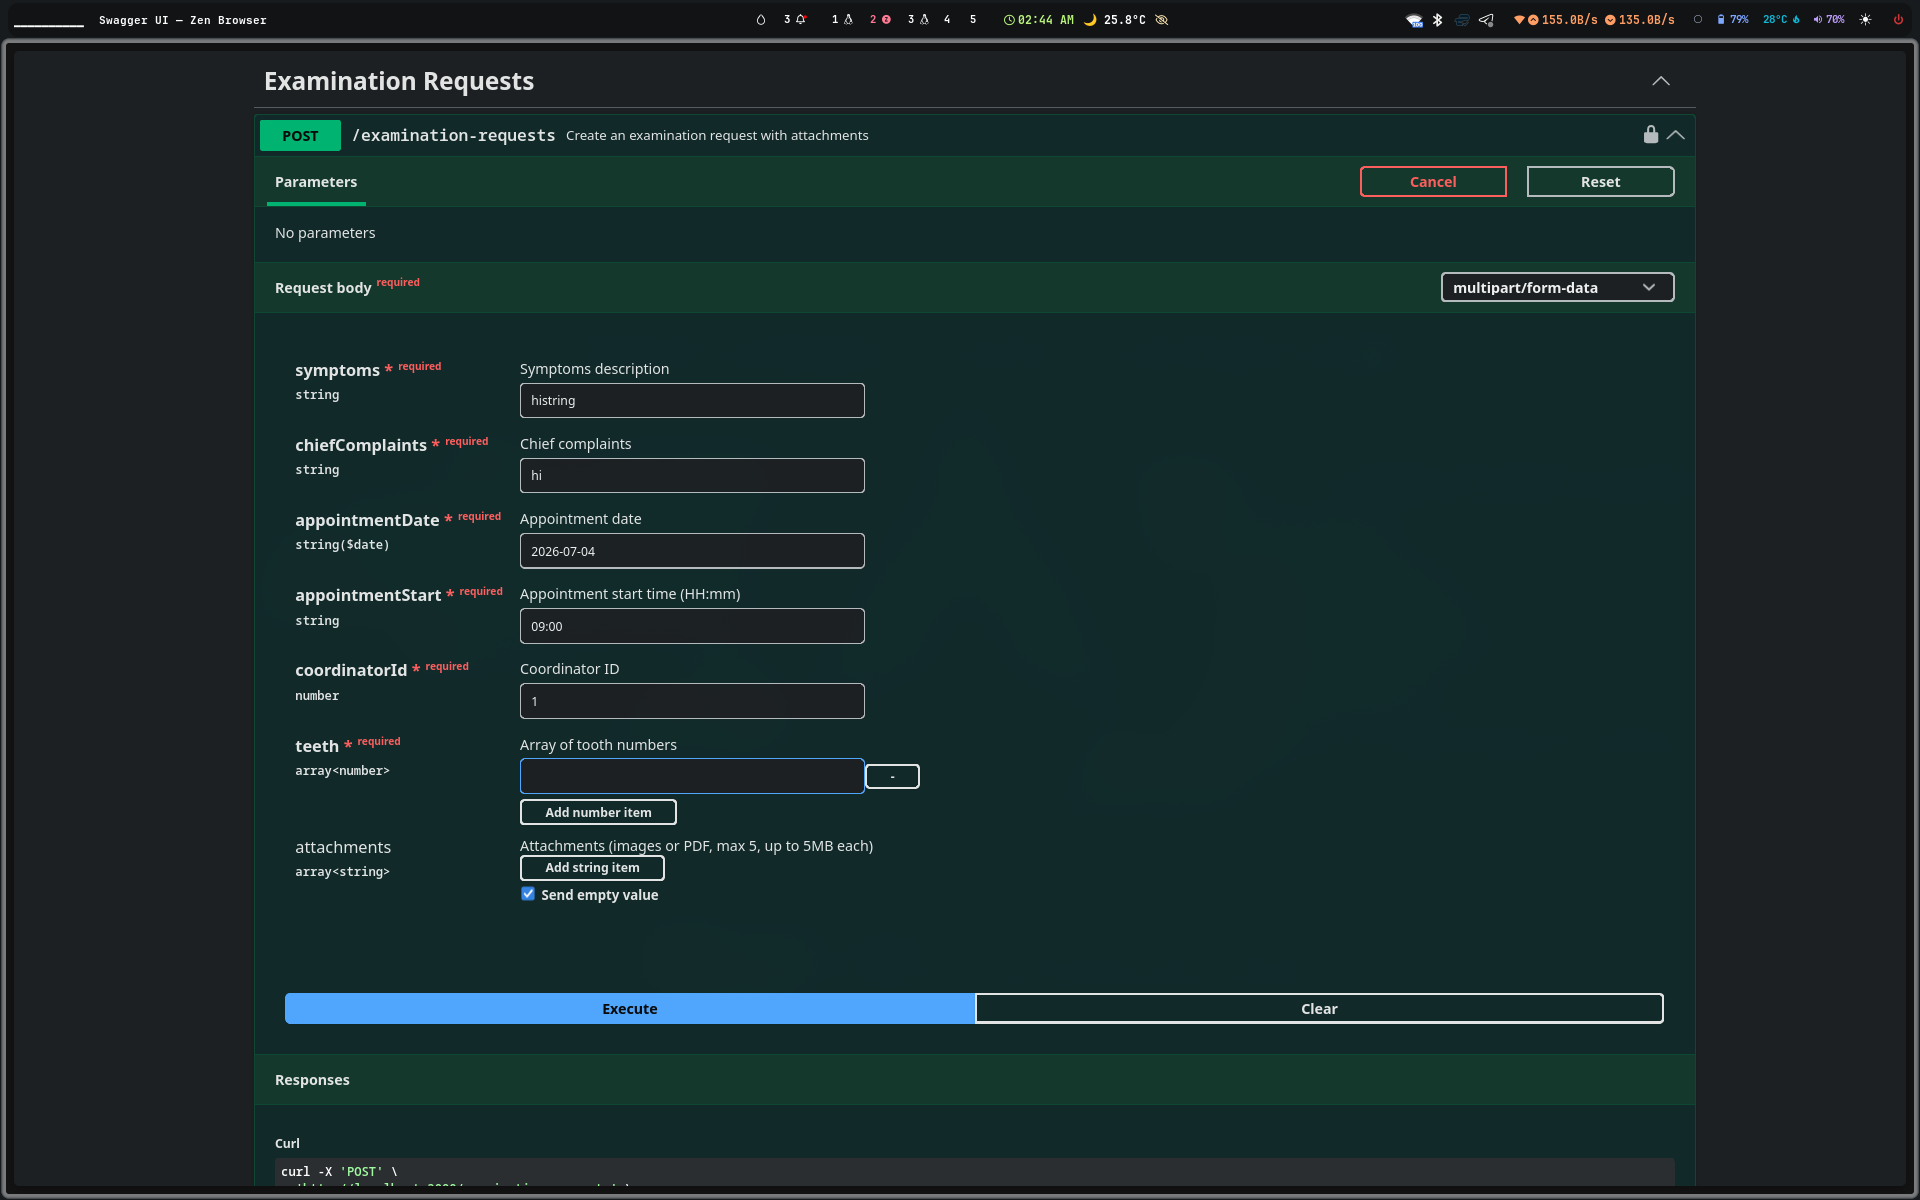 Swagger UI — Zen Browser
3
1
2
3
4
5
02:44 AM
25.8°C
155.0B/s
135.0B/s
79%
28°C
70%
Examination Requests
POST /examination-requests Create an examination request with attachments
Parameters
Cancel
Reset
No parameters
Request body required
multipart/form-data
symptoms * required
string
Symptoms description
histring
chiefComplaints * required
string
Chief complaints
hi
appointmentDate * required
string($date)
Appointment date
2026-07-04
appointmentStart * required
string
Appointment start time (HH:mm)
09:00
coordinatorId * required
number
Coordinator ID
1
teeth * required
array<number>
Array of tooth numbers
-
Add number item
attachments
array<string>
Attachments (images or PDF, max 5, up to 5MB each)
Add string item
Send empty value
Execute
Clear
Responses
Curl
curl -X 'POST' \